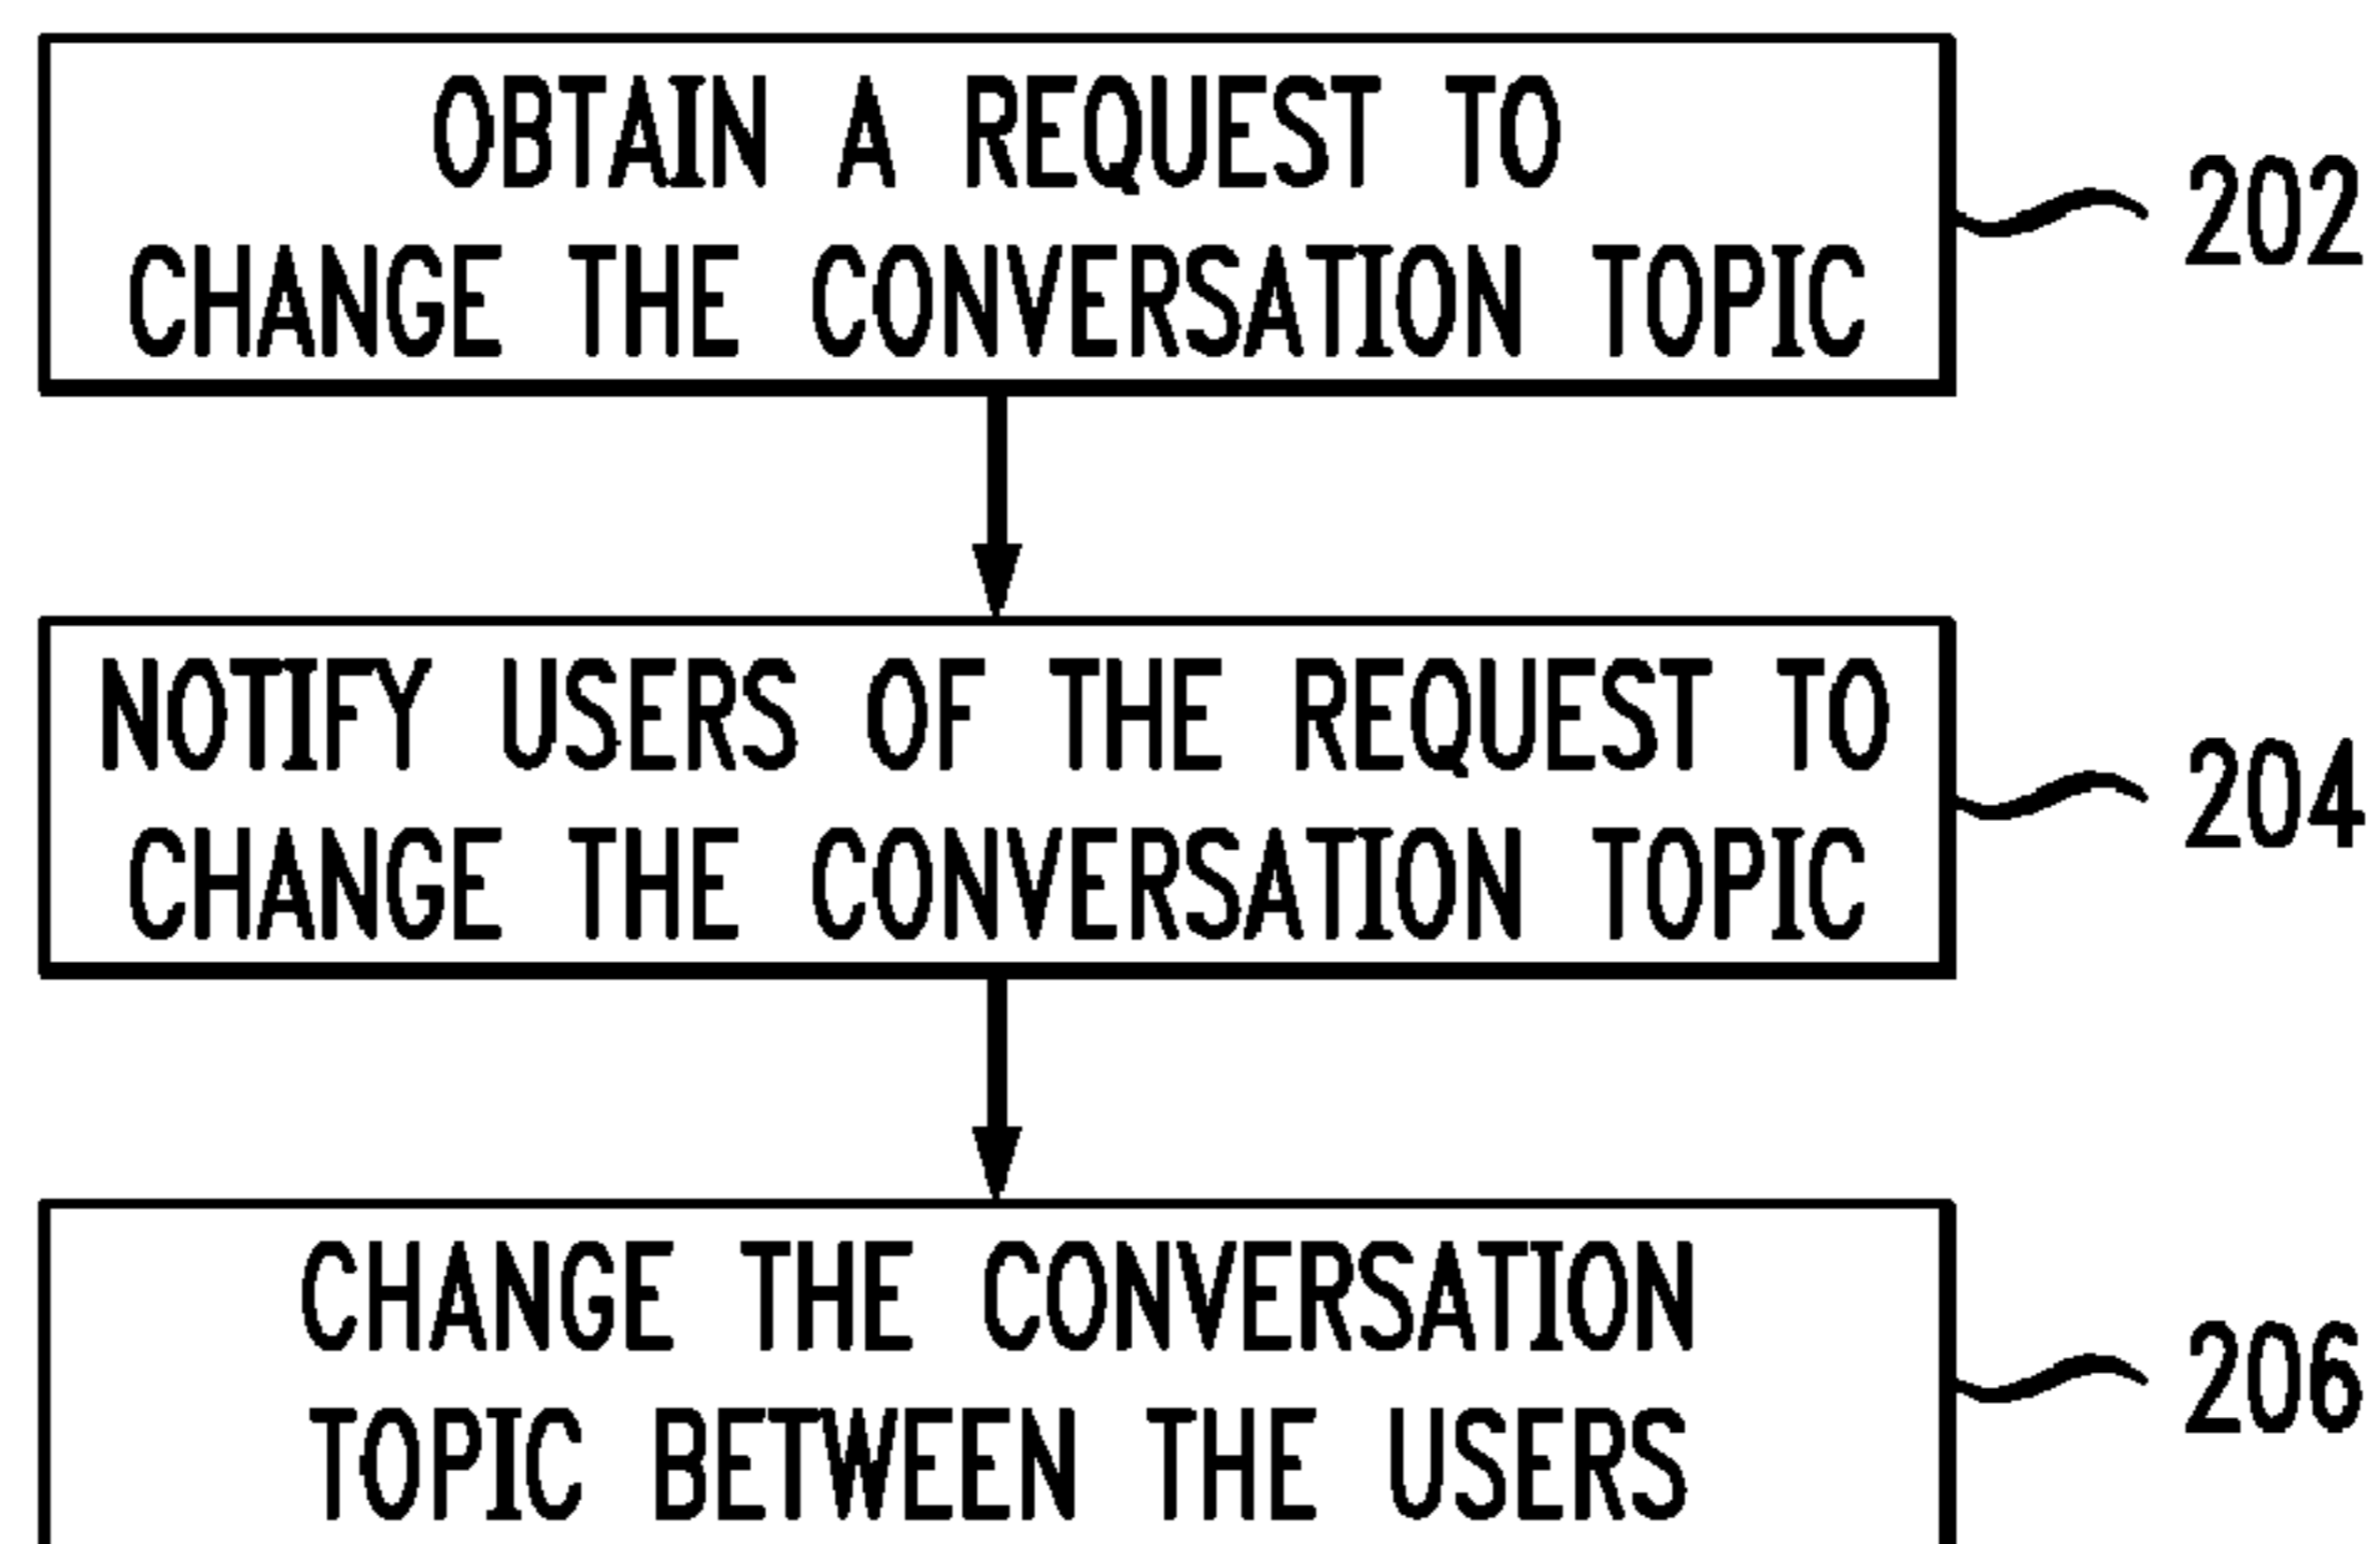 OBTAIN A REQUEST TO
CHANGE THE CONVERSATION TOPIC
202
NOTIFY USERS OF THE REQUEST TO
CHANGE THE CONVERSATION TOPIC
204
CHANGE THE CONVERSATION
TOPIC BETWEEN THE USERS
206